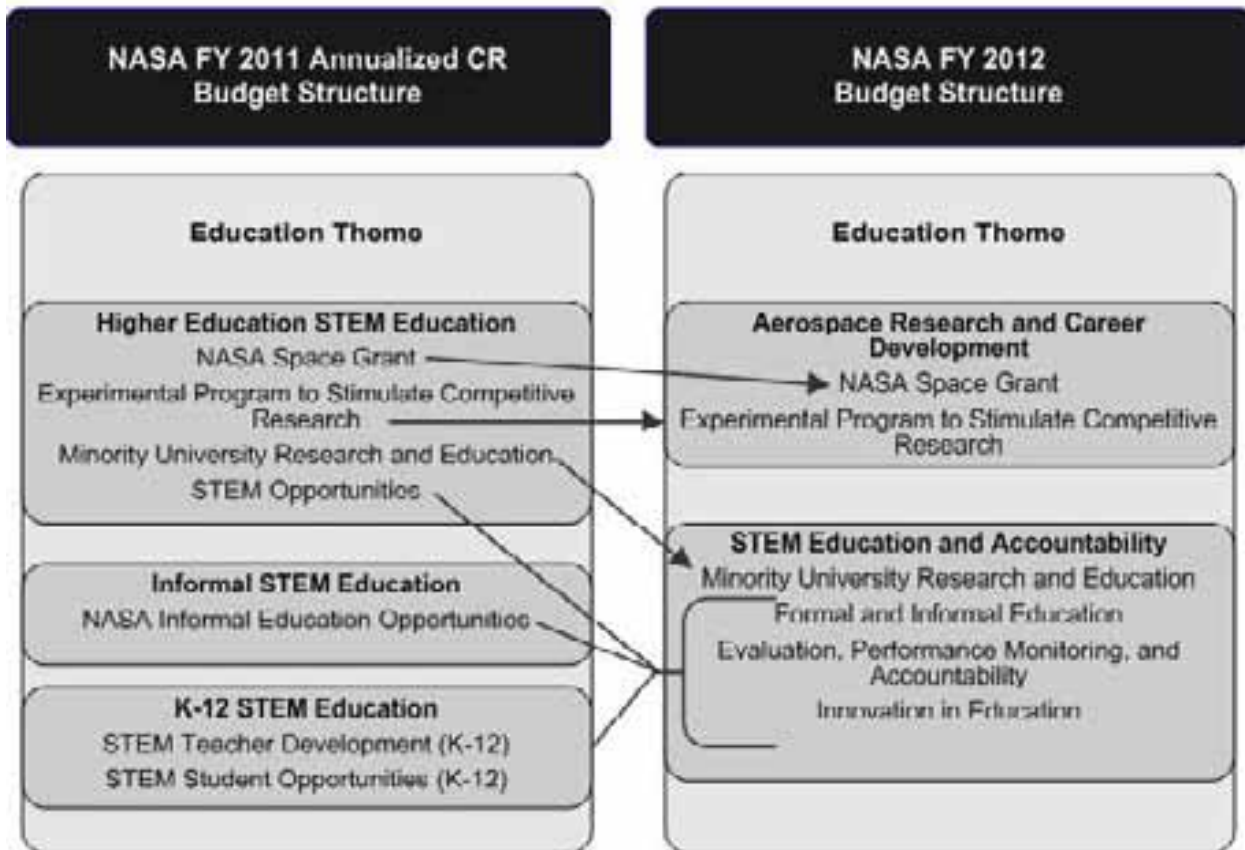 NASA FY 2011 Annualized CR
Budget Structure
Education Theme
Higher Education STEM Education
NASA Space Grant
Experimental Program to Stimulate Competitive
Research
Minority University Research and Education
STEM Opportunities
Informal STEM Education
NASA Informal Education Opportunities
K-12 STEM Education
STEM Teacher Development (K-12)
STEM Student Opportunities (K-12)
NASA FY 2012
Budget Structure
Education Theme
Aerospace Research and Career
Development
NASA Space Grant
Experimental Program to Stimulate Competitive
Research
STEM Education and Accountability
Minority University Research and Education
Formal and Informal Education
Evaluation, Performance Monitoring, and
Accountability
Innovation in Education